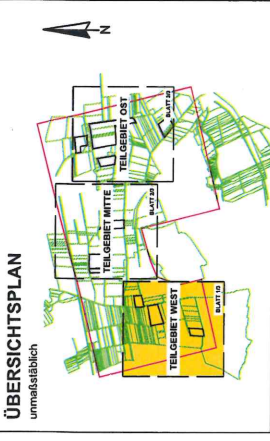 ÜBERSICHTSPLAN
unmaßstäblich
N
TEILGEBIET OST
BLATT 3/3
TEILGEBIET MITTE
BLATT 2/3
TEILGEBIET WEST
BLATT 1/3